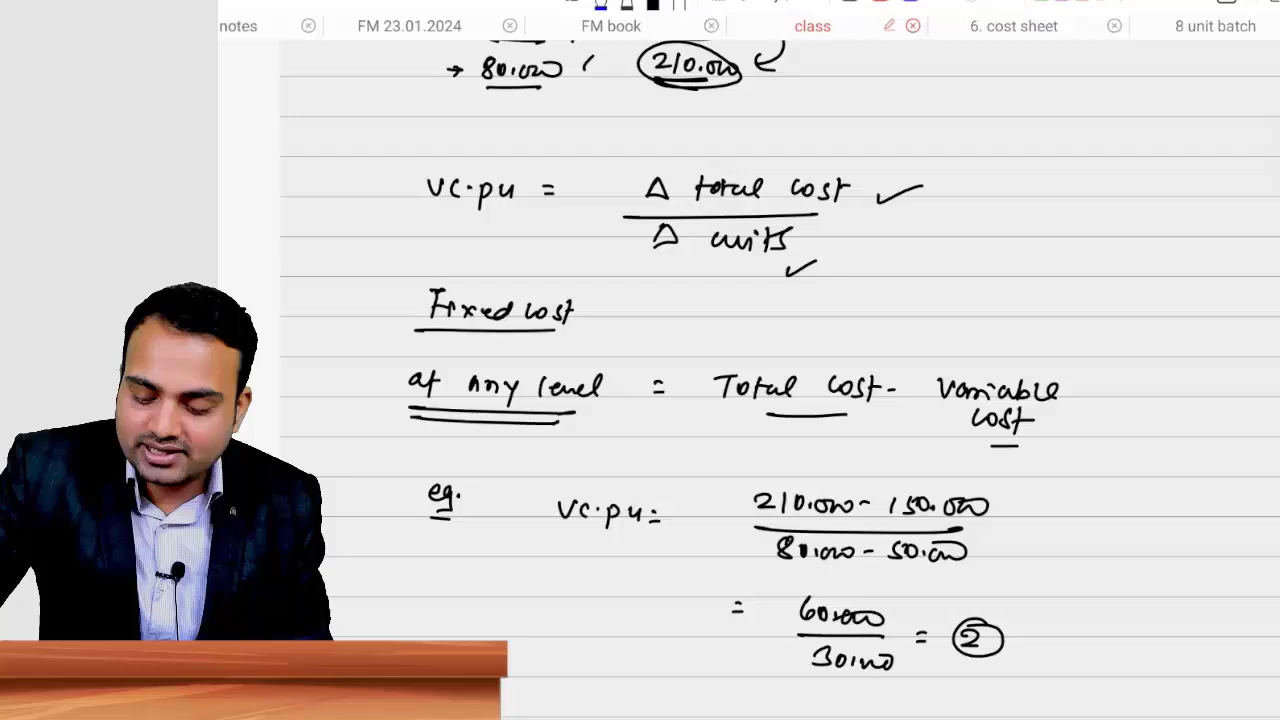 notes FM 23.01.2024 FM book class 6. cost sheet 8 unit batch
→ 80.000 210.000
VC.pu = Δ total cost
Δ units
Fixed cost
at any level = Total cost - variable
cost
eg. VC.pu = 210.000 - 150.000
80.000 - 50.000
= 60.000
30.000 = 2